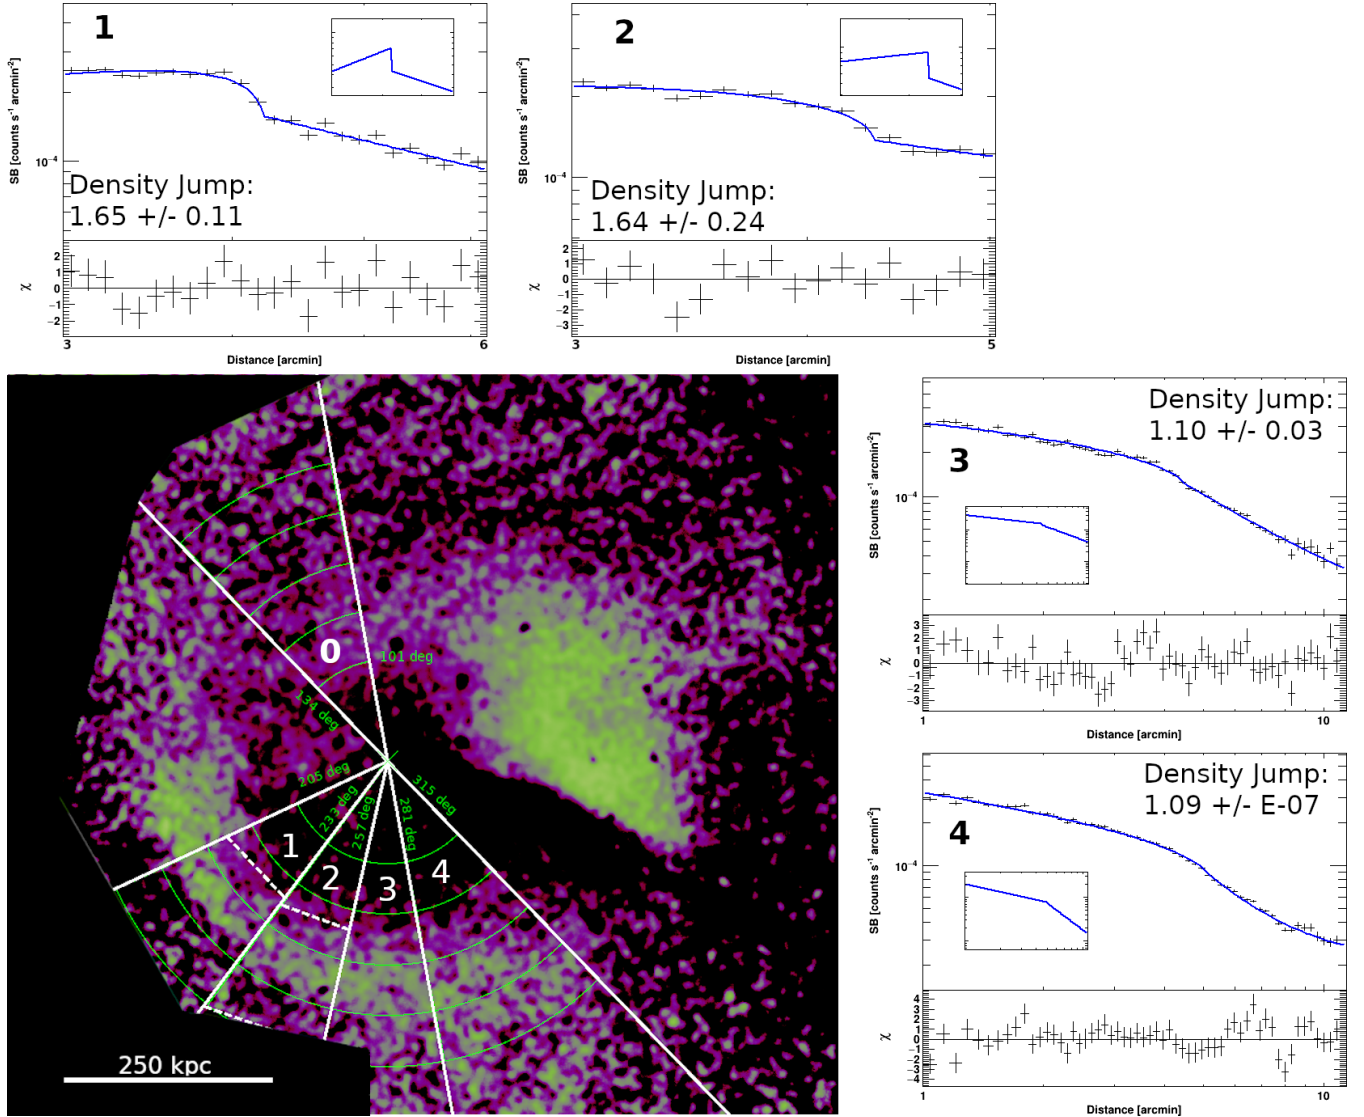 1
SB [counts s⁻¹ arcmin⁻²]
10⁻⁴
Density Jump:
1.65 +/- 0.11
χ
2
1
0
−1
−2
3
6
Distance [arcmin]
2
SB [counts s⁻¹ arcmin⁻²]
10⁻⁴
Density Jump:
1.64 +/- 0.24
χ
2
1
0
−1
−2
−3
3
5
Distance [arcmin]
0
101 deg
134 deg
205 deg
233 deg
257 deg
281 deg
315 deg
1
2
3
4
250 kpc
Density Jump:
1.10 +/- 0.03
3
SB [counts s⁻¹ arcmin⁻²]
10⁻⁴
χ
3
2
1
0
−1
−2
−3
1
10
Distance [arcmin]
Density Jump:
1.09 +/- E-07
4
SB [counts s⁻¹ arcmin⁻²]
10⁻⁴
χ
4
3
2
1
0
−1
−2
−3
−4
1
10
Distance [arcmin]